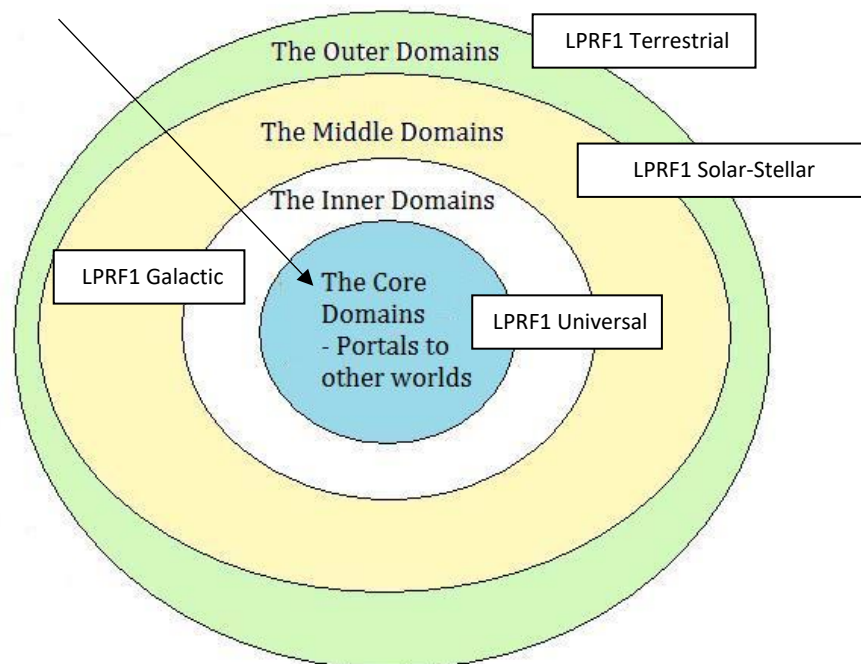 The Outer Domains
LPRF1 Terrestrial
The Middle Domains
LPRF1 Solar-Stellar
The Inner Domains
LPRF1 Galactic
The Core
Domains
- Portals to
other worlds
LPRF1 Universal